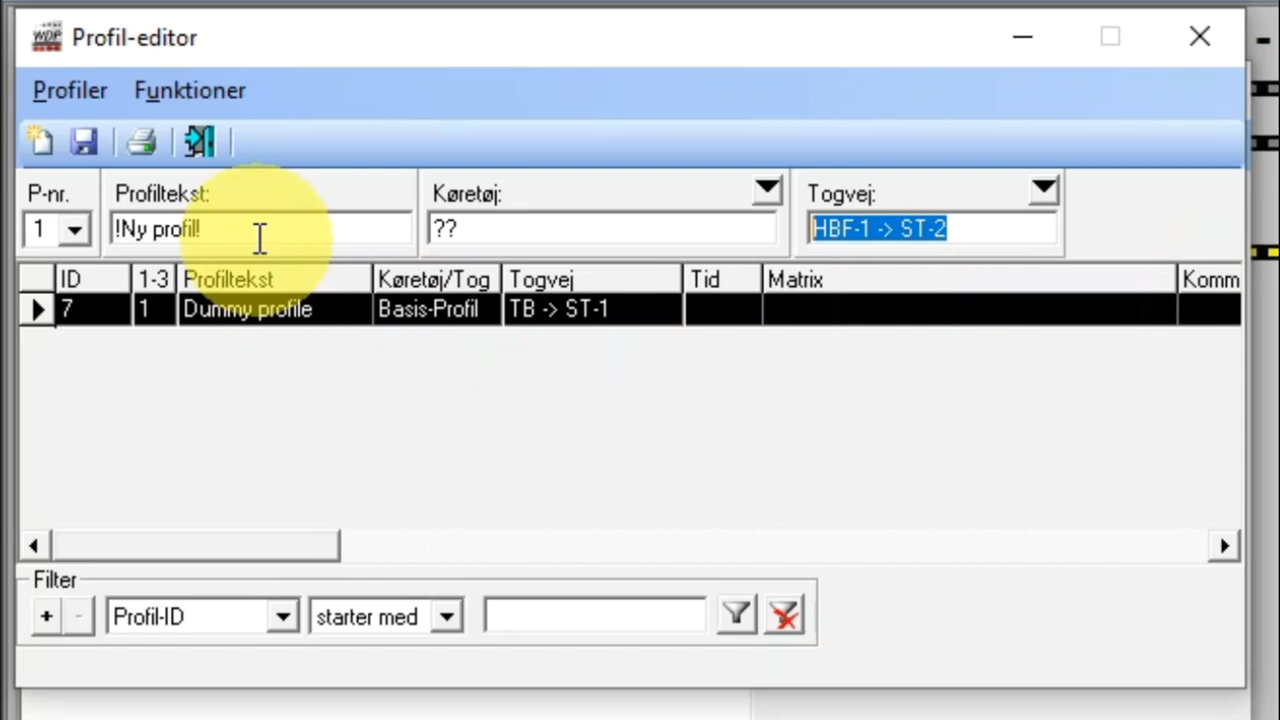 WDP Profil-editor
Profiler Funktioner
P-nr. Profiltekst: Køretøj: Togvej:
1 !Ny profil! ?? HBF-1 -> ST-2
ID 1-3 Profiltekst Køretøj/Tog Togvej Tid Matrix Komm
7 1 Dummy profile Basis-Profil TB -> ST-1
Filter
+ - Profil-ID starter med